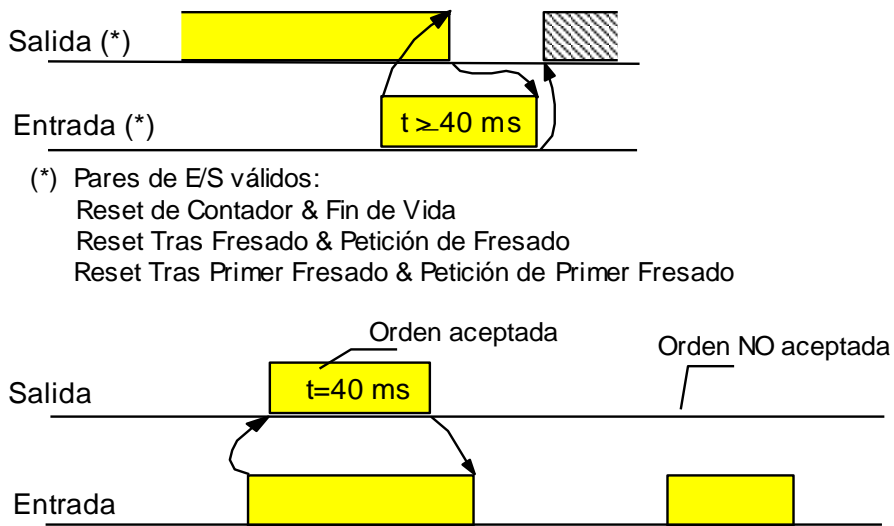 Salida (*)
Entrada (*)
t ≥ 40 ms
(*) Pares de E/S válidos:
Reset de Contador & Fin de Vida
Reset Tras Fresado & Petición de Fresado
Reset Tras Primer Fresado & Petición de Primer Fresado
Orden aceptada
Orden NO aceptada
Salida
t=40 ms
Entrada